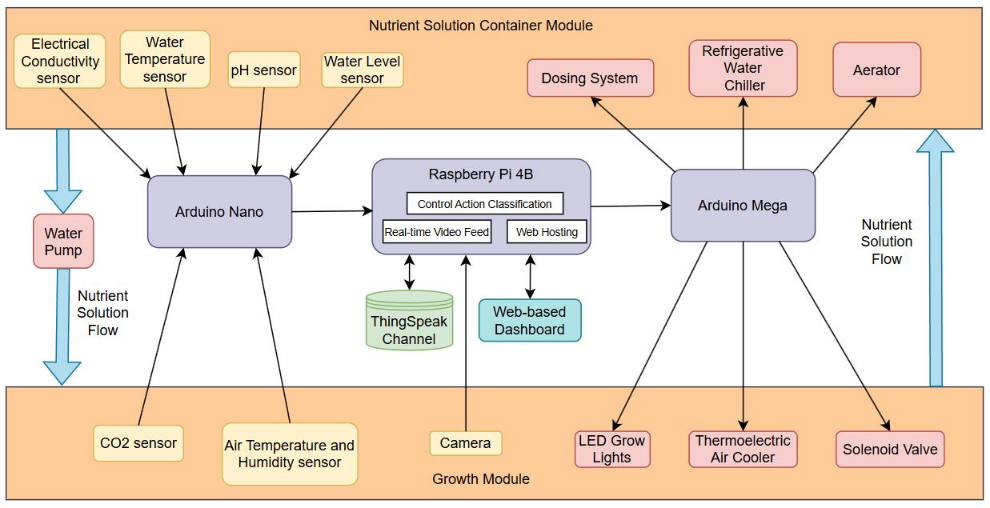 Nutrient Solution Container Module
Electrical
Conductivity
sensor
Water
Temperature
sensor
pH sensor
Water Level
sensor
Dosing System
Refrigerative
Water
Chiller
Aerator
Arduino Nano
Raspberry Pi 4B
Control Action Classification
Real-time Video Feed
Web Hosting
Arduino Mega
Water
Pump
Nutrient
Solution
Flow
Nutrient
Solution
Flow
ThingSpeak
Channel
Web-based
Dashboard
CO2 sensor
Air Temperature and
Humidity sensor
Camera
LED Grow
Lights
Thermoelectric
Air Cooler
Solenoid Valve
Growth Module